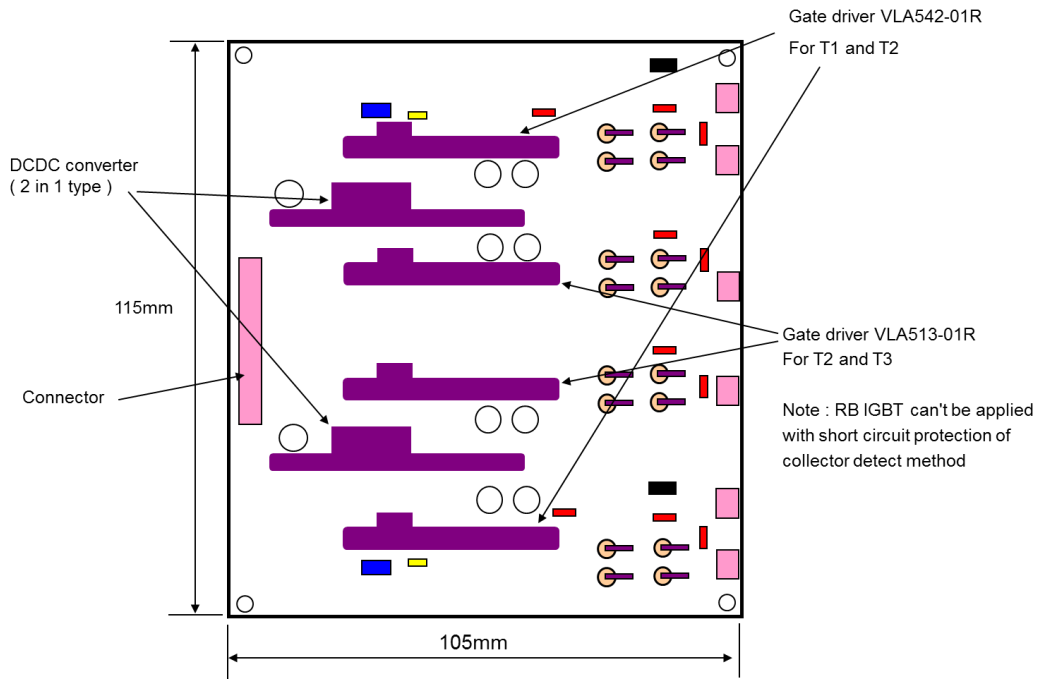 Gate driver VLA542-01R
For T1 and T2
DCDC converter
( 2 in 1 type )
115mm
Gate driver VLA513-01R
For T2 and T3
Connector
Note : RB IGBT can't be applied
with short circuit protection of
collector detect method
105mm